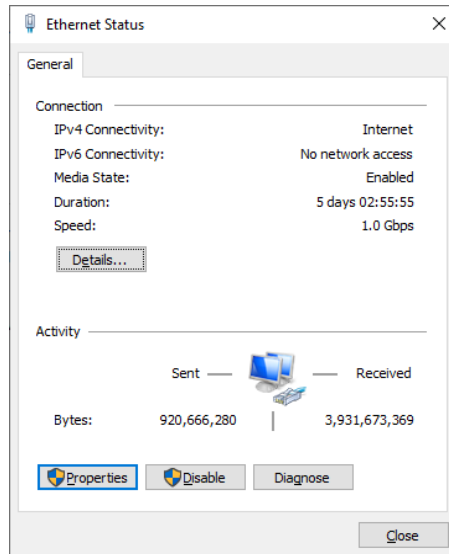 Ethernet Status
General
Connection
IPv4 Connectivity: Internet
IPv6 Connectivity: No network access
Media State: Enabled
Duration: 5 days 02:55:55
Speed: 1.0 Gbps
Details...
Activity
Sent Received
Bytes: 920,666,280 3,931,673,369
Properties Disable Diagnose
Close